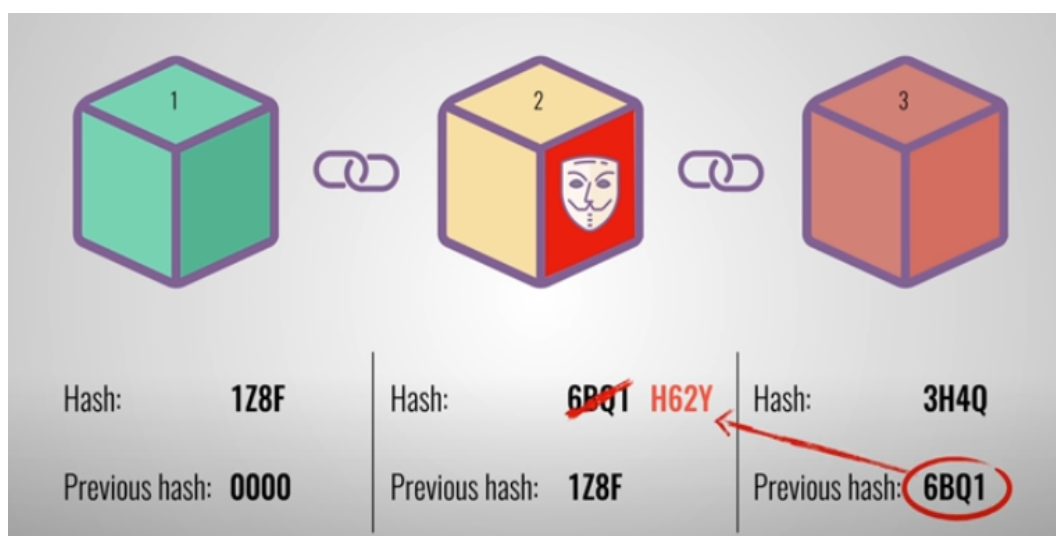 1
2
3
Hash: 1Z8F
Previous hash: 0000
Hash: 6BQ1 H62Y
Previous hash: 1Z8F
Hash: 3H4Q
Previous hash: 6BQ1